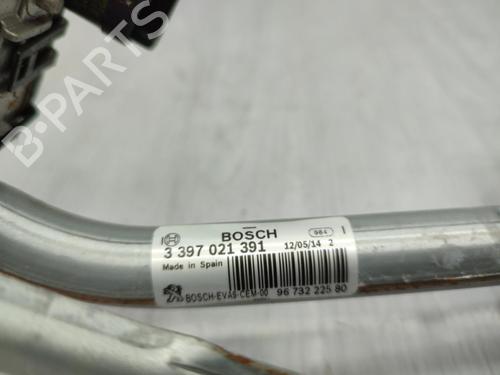 BOSCH
3 397 021 391
12/05/14 2
984
Made in Spain
BOSCH-EVA9-CEM-00
96 732 225 80
B-PARTS